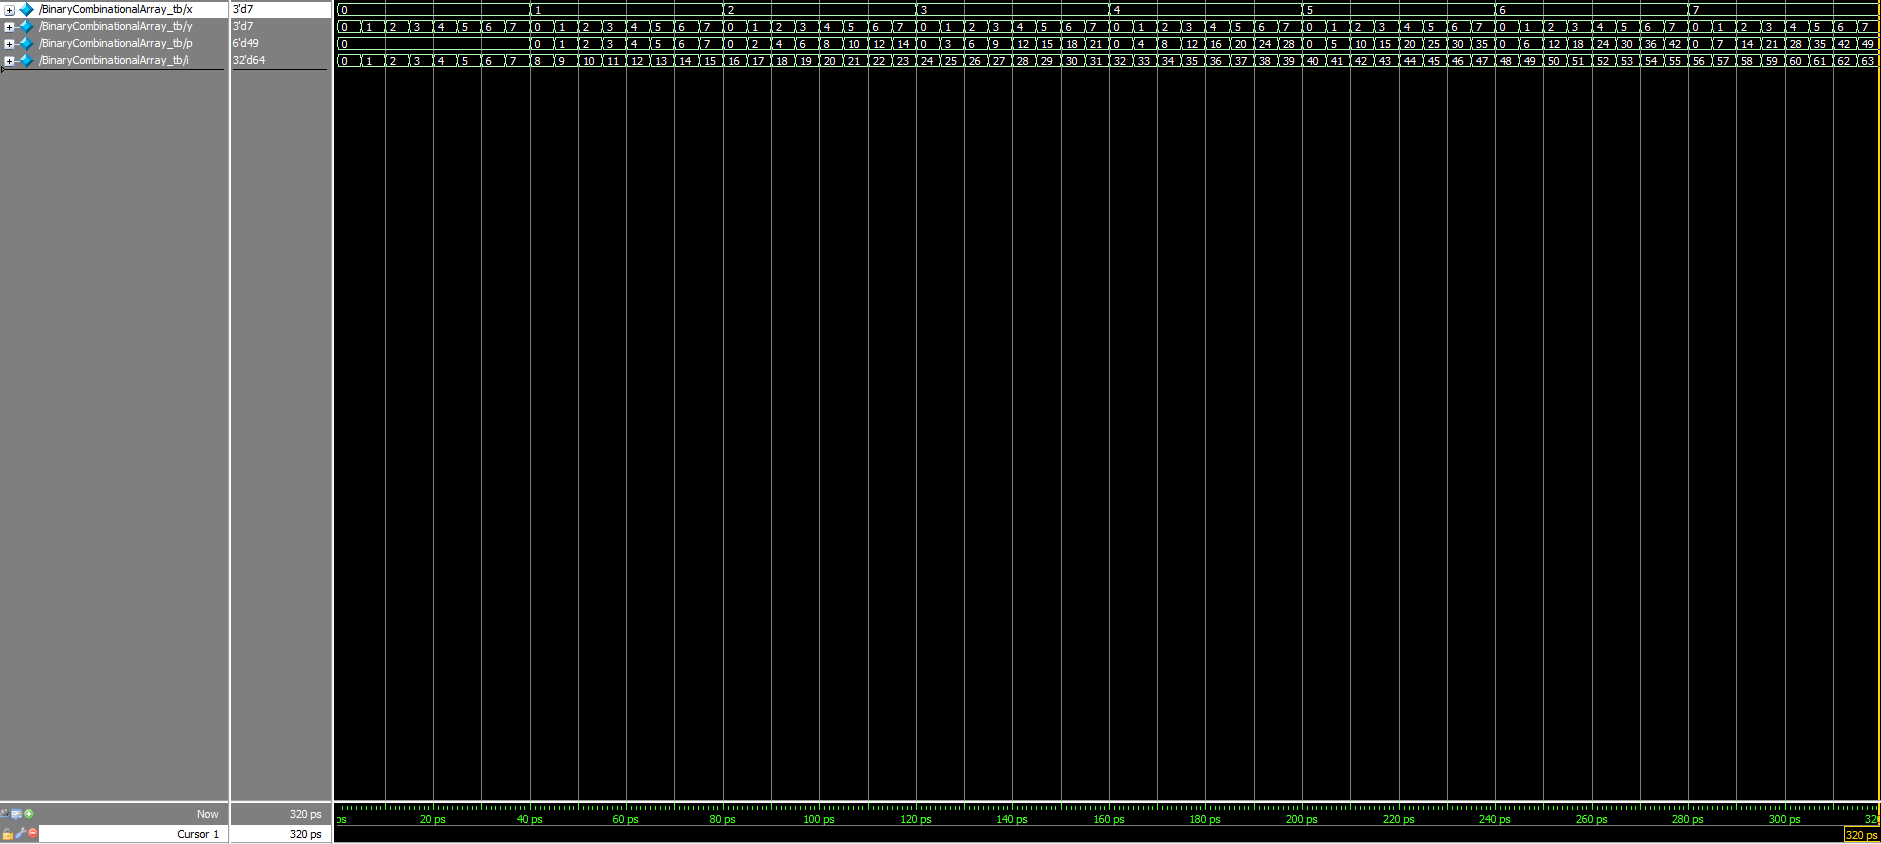 /BinaryCombinationalArray_tb/x 3'd7 0 1 2 3 4 5 6 7
/BinaryCombinationalArray_tb/y 3'd7 0 1 2 3 4 5 6 7 0 1 2 3 4 5 6 7 0 1 2 3 4 5 6 7 0 1 2 3 4 5 6 7 0 1 2 3 4 5 6 7 0 1 2 3 4 5 6 7 0 1 2 3 4 5 6 7 0 1 2 3 4 5 6 7
/BinaryCombinationalArray_tb/p 6'd49 0 0 1 2 3 4 5 6 7 0 2 4 6 8 10 12 14 0 3 6 9 12 15 18 21 0 4 8 12 16 20 24 28 0 5 10 15 20 25 30 35 0 6 12 18 24 30 36 42 0 7 14 21 28 35 42 49
/BinaryCombinationalArray_tb/i 32'd64 0 1 2 3 4 5 6 7 8 9 10 11 12 13 14 15 16 17 18 19 20 21 22 23 24 25 26 27 28 29 30 31 32 33 34 35 36 37 38 39 40 41 42 43 44 45 46 47 48 49 50 51 52 53 54 55 56 57 58 59 60 61 62 63
Now 320 ps
20 ps 40 ps 60 ps 80 ps 100 ps 120 ps 140 ps 160 ps 180 ps 200 ps 220 ps 240 ps 260 ps 280 ps 300 ps
Cursor 1 320 ps 320 ps